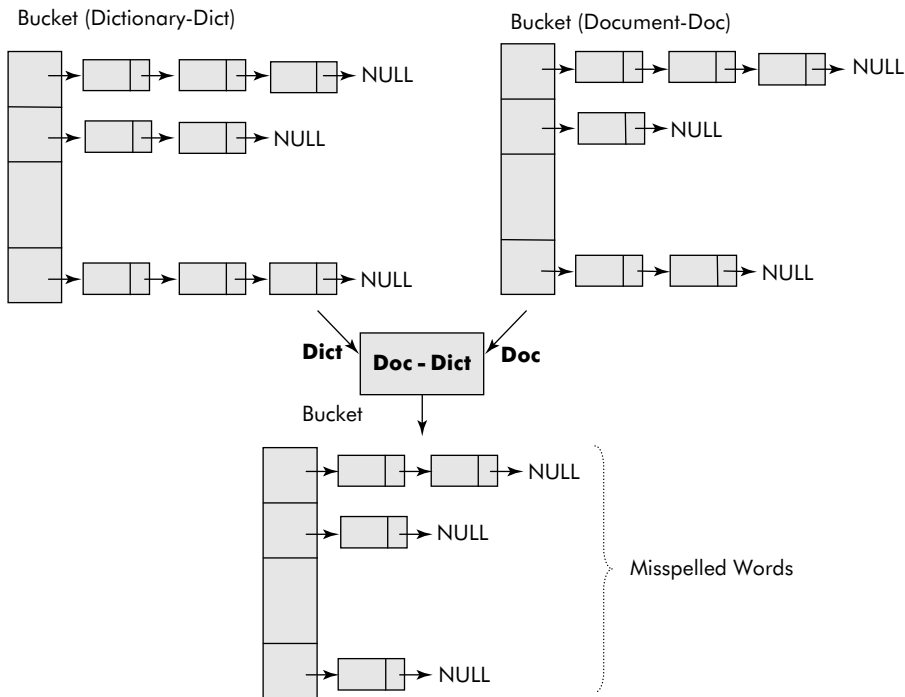 Bucket (Dictionary-Dict)
Bucket (Document-Doc)
NULL
NULL
NULL
NULL
NULL
NULL
Dict
Doc - Dict
Doc
Bucket
NULL
NULL
Misspelled Words
NULL